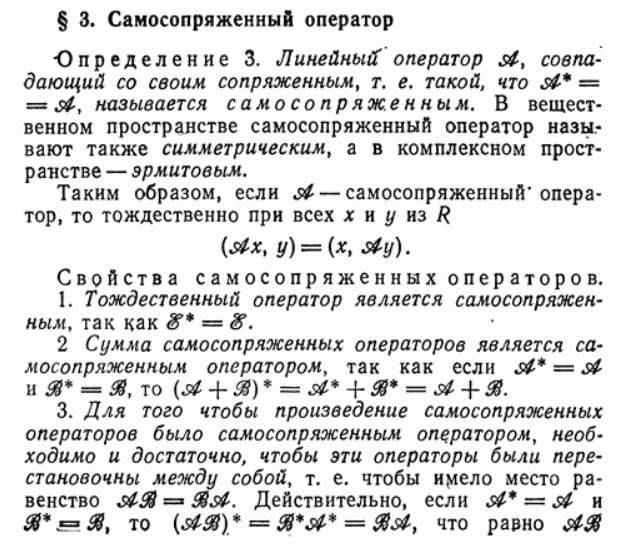 § 3. Самосопряженный оператор
Определение 3. Линейный оператор 𝒜, совпа-
дающий со своим сопряженным, т. е. такой, что 𝒜* =
= 𝒜, называется самосопряженным. В вещест-
венном пространстве самосопряженный оператор назы-
вают также симметрическим, а в комплексном прост-
ранстве — эрмитовым.
Таким образом, если 𝒜 — самосопряженный опера-
тор, то тождественно при всех x и y из R
(𝒜x, y) = (x, 𝒜y).
Свойства самосопряженных операторов.
1. Тождественный оператор является самосопряжен-
ным, так как ℰ* = ℰ.
2 Сумма самосопряженных операторов является са-
мосопряженным оператором, так как если 𝒜* = 𝒜
и ℬ* = ℬ, то (𝒜 + ℬ)* = 𝒜* + ℬ* = 𝒜 + ℬ.
3. Для того чтобы произведение самосопряженных
операторов было самосопряженным оператором, необ-
ходимо и достаточно, чтобы эти операторы были пере-
становочны между собой, т. е. чтобы имело место ра-
венство 𝒜ℬ = ℬ𝒜. Действительно, если 𝒜* = 𝒜 и
ℬ* = ℬ, то (𝒜ℬ)* = ℬ*𝒜* = ℬ𝒜, что равно 𝒜ℬ